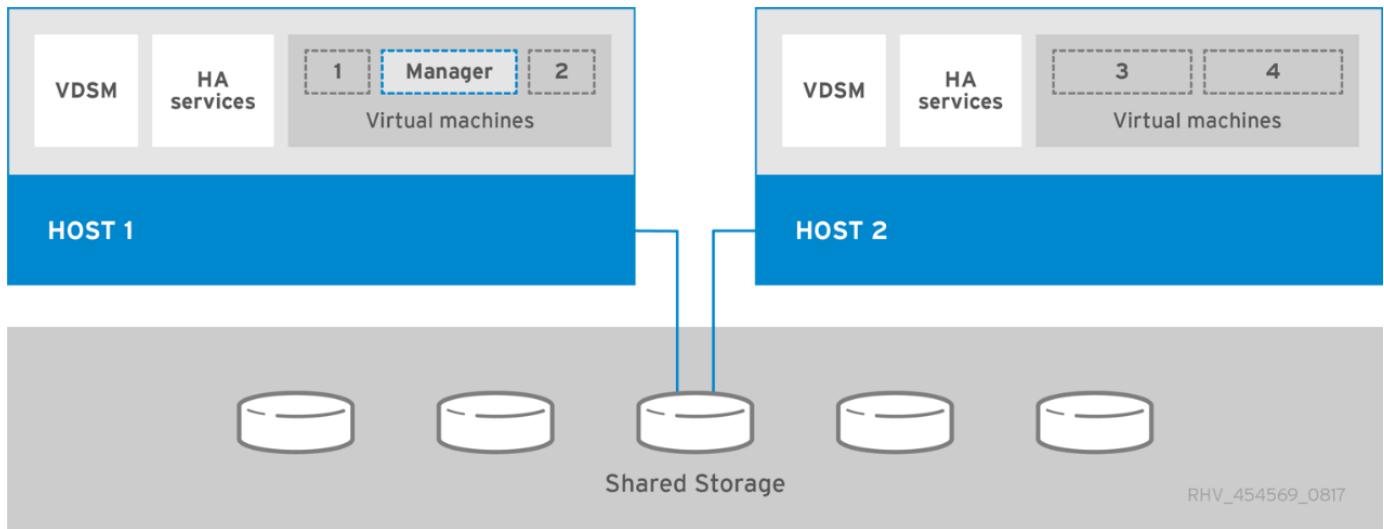 VDSM
HA
services
1
Manager
2
Virtual machines
HOST 1
VDSM
HA
services
3
4
Virtual machines
HOST 2
Shared Storage
RHV_454569_0817